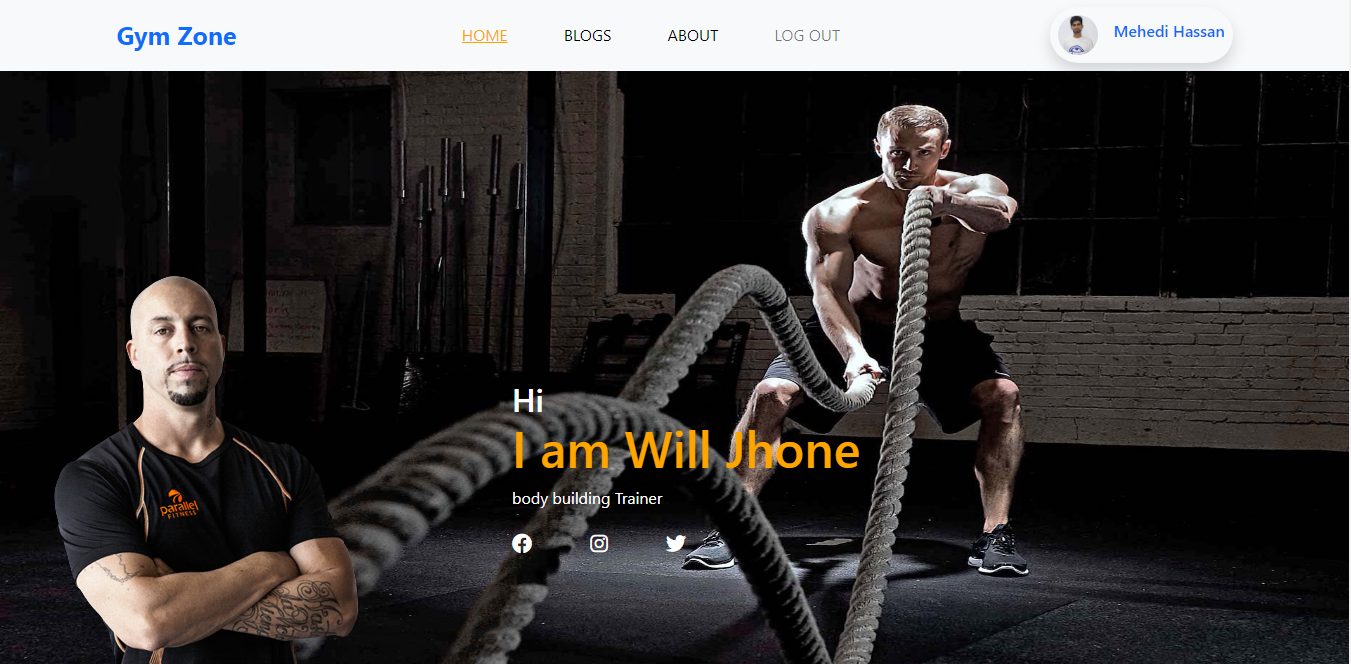 Gym Zone
HOME
BLOGS
ABOUT
LOG OUT
Mehedi Hassan
Hi
I am Will Jhone
body building Trainer
parallel
FITNESS